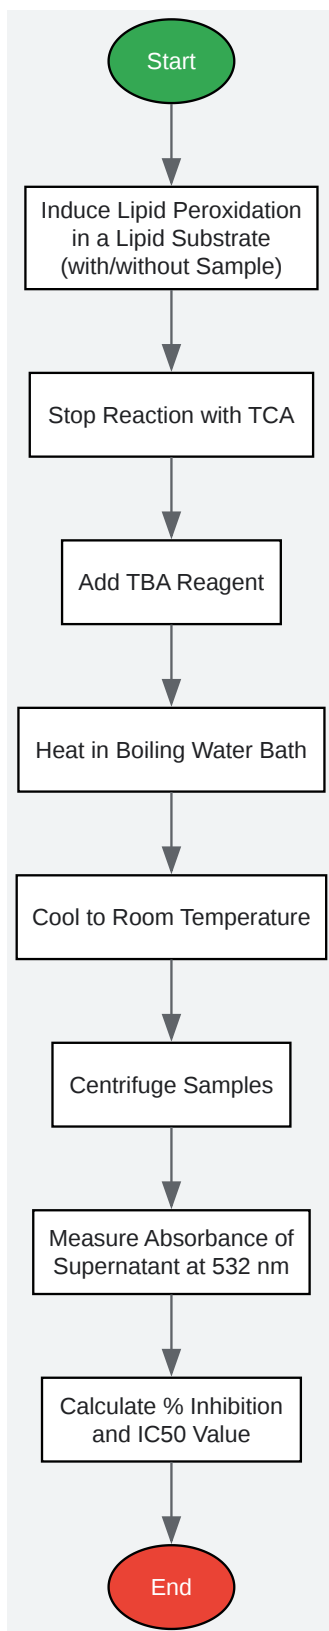 Start
Induce Lipid Peroxidation
in a Lipid Substrate
(with/without Sample)
Stop Reaction with TCA
Add TBA Reagent
Heat in Boiling Water Bath
Cool to Room Temperature
Centrifuge Samples
Measure Absorbance of
Supernatant at 532 nm
Calculate % Inhibition
and IC50 Value
End